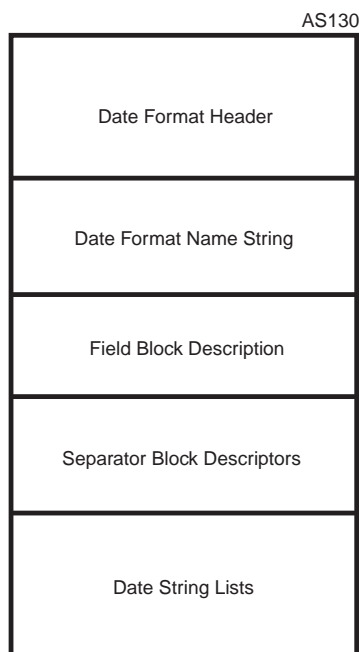 AS130
Date Format Header
Date Format Name String
Field Block Description
Separator Block Descriptors
Date String Lists